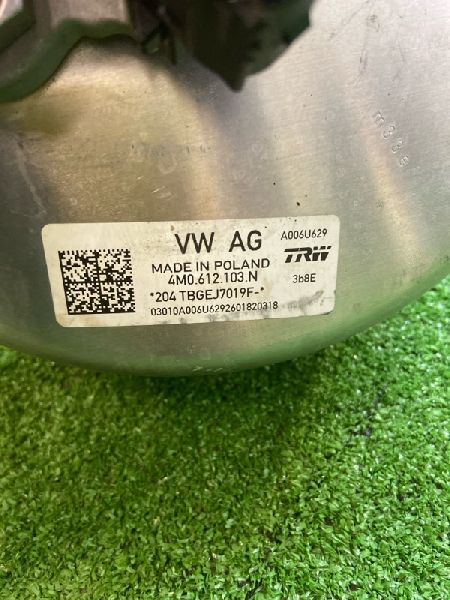 VW AG A006U629
MADE IN POLAND TRW
4M0.612.103.N 3b8E
*204 TBGEJ7019F-*
03010A006U6292601820318